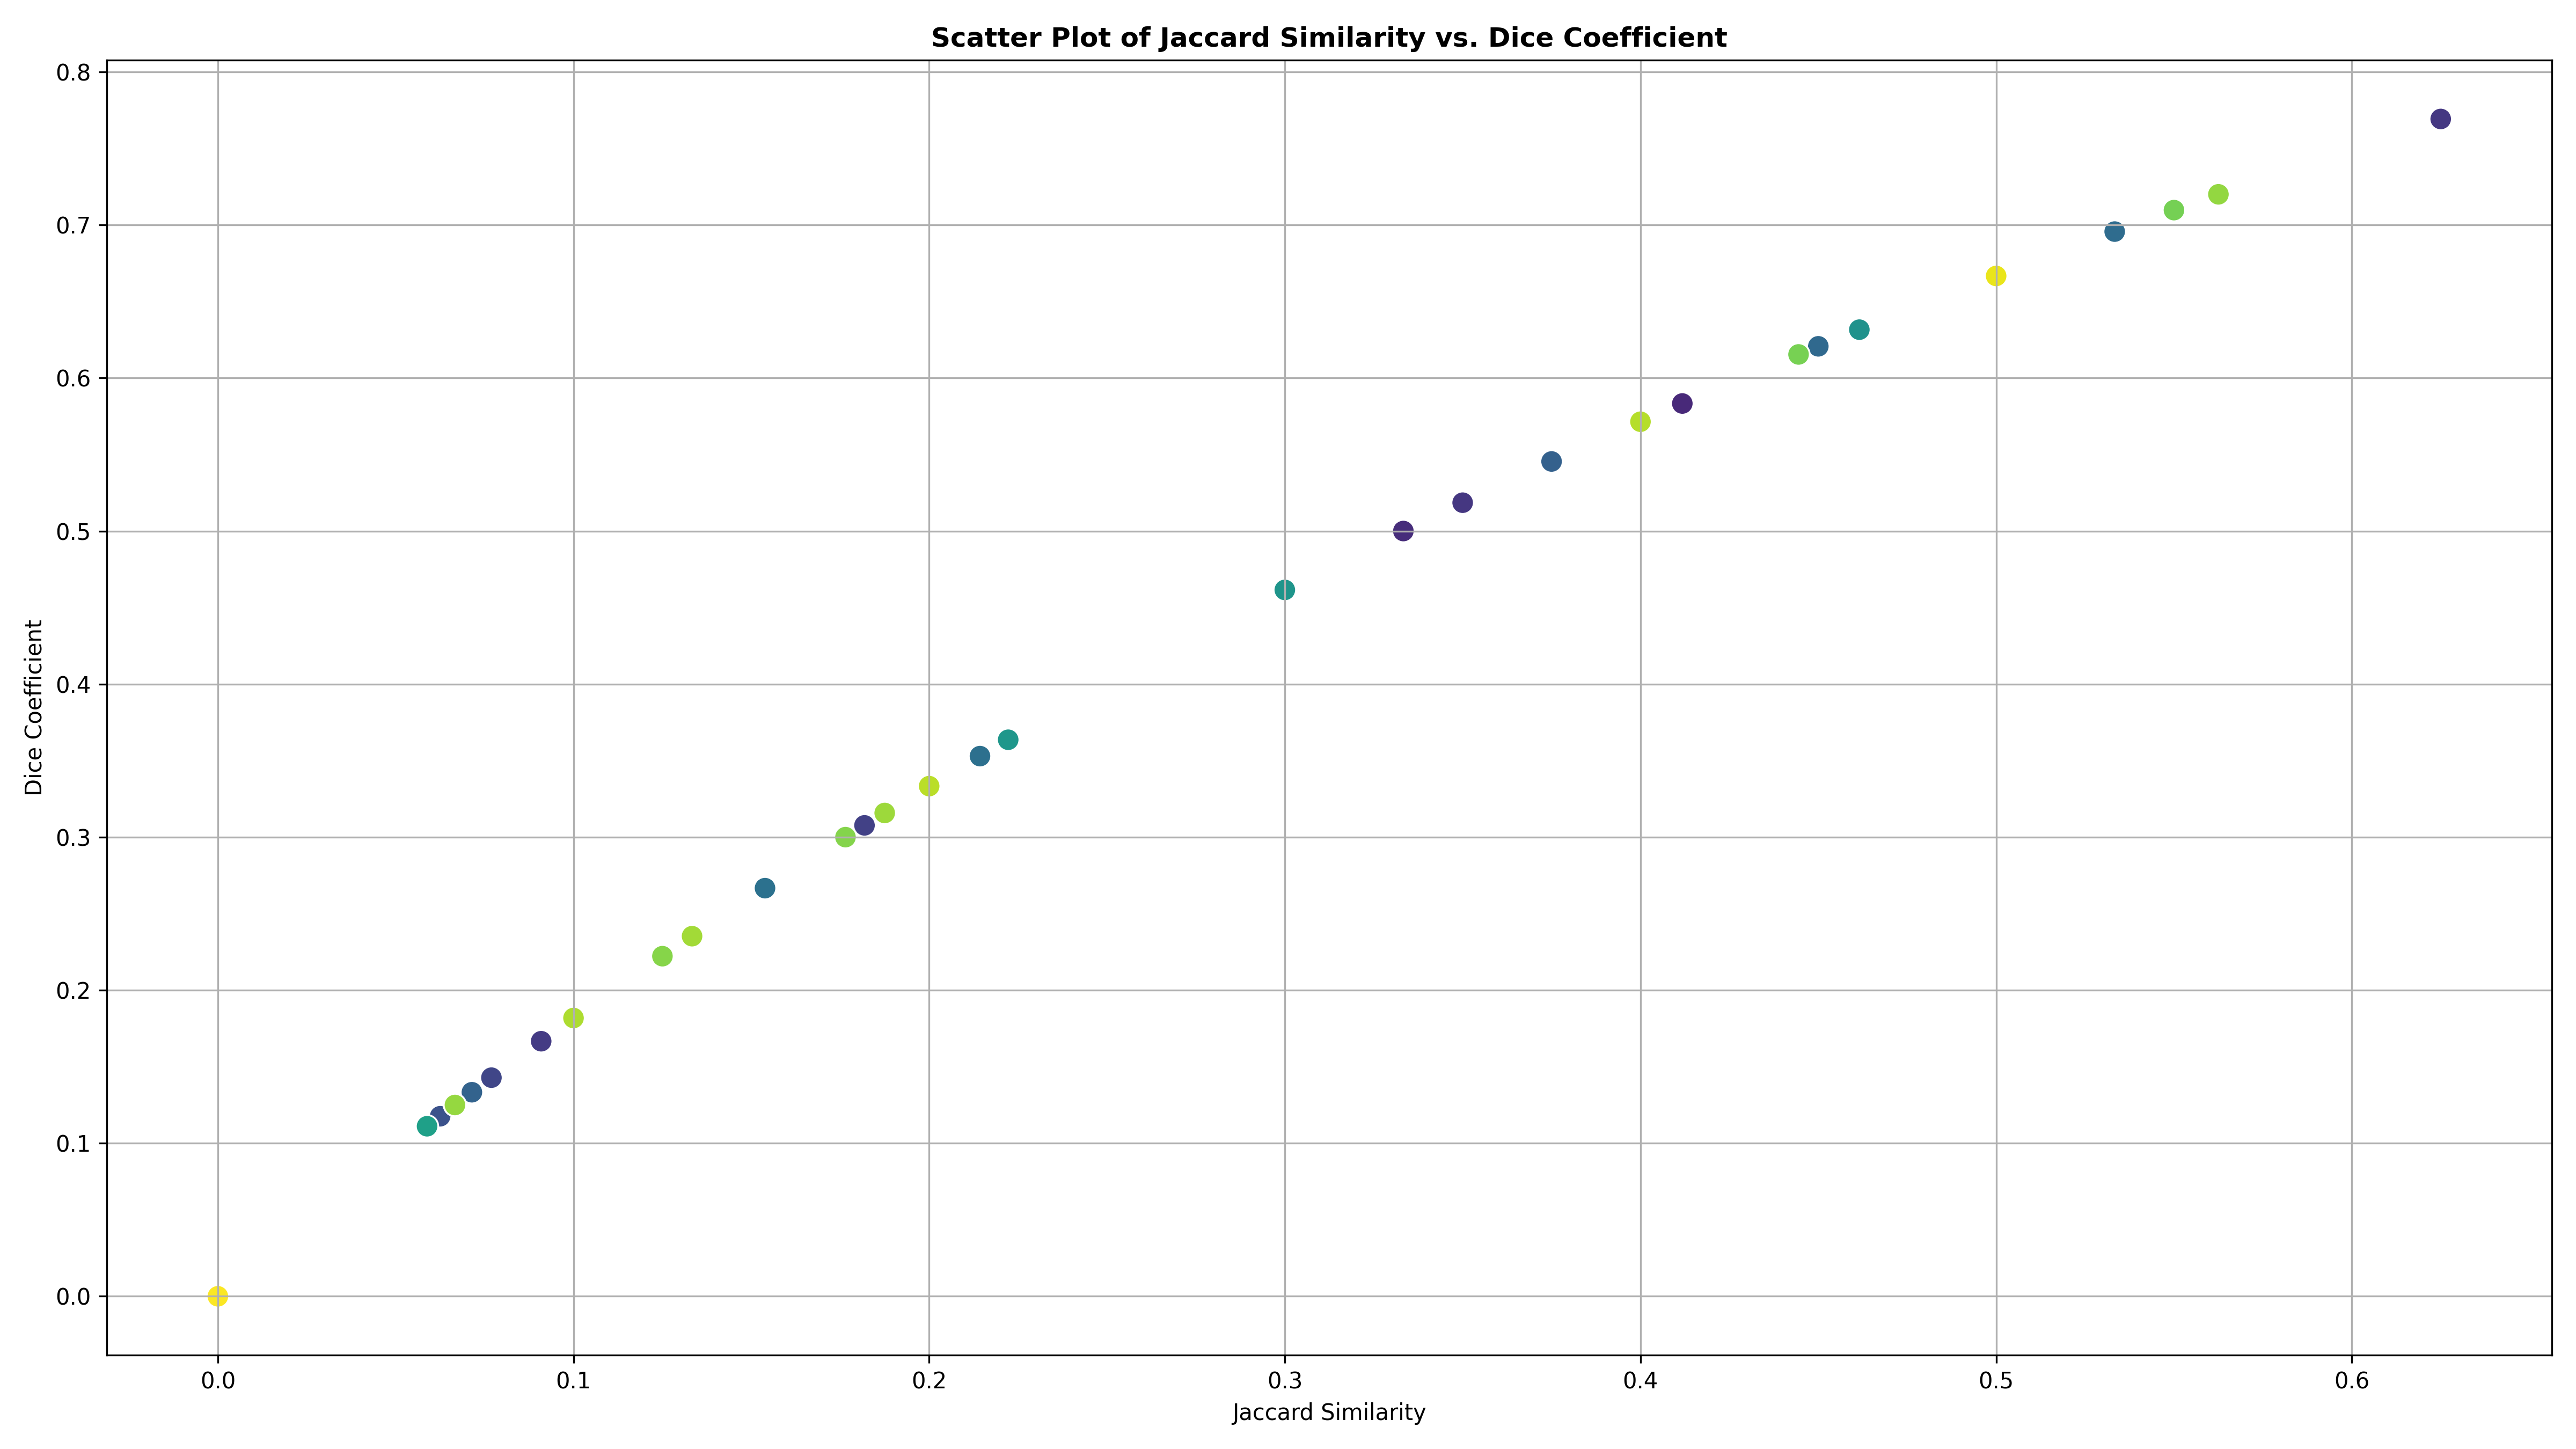 Scatter Plot of Jaccard Similarity vs. Dice Coefficient
0.8
0.7
0.6
0.5
0.4
0.3
0.2
0.1
0.0
Dice Coefficient
0.0 0.1 0.2 0.3 0.4 0.5 0.6
Jaccard Similarity